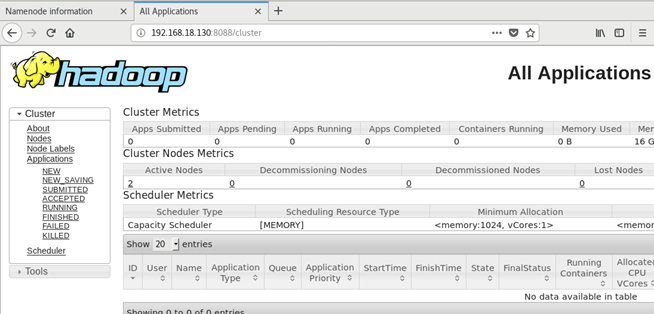 Namenode information
All Applications
192.168.18.130:8088/cluster
hadoop
All Applications
Cluster
About
Nodes
Node Labels
Applications
NEW
NEW_SAVING
SUBMITTED
ACCEPTED
RUNNING
FINISHED
FAILED
KILLED
Scheduler
Tools
Cluster Metrics
Apps Submitted Apps Pending Apps Running Apps Completed Containers Running Memory Used
0 0 0 0 0 0 B 16 G
Cluster Nodes Metrics
Active Nodes Decommissioning Nodes Decommissioned Nodes Lost Nodes
2 0 0 0
Scheduler Metrics
Scheduler Type Scheduling Resource Type Minimum Allocation
Capacity Scheduler [MEMORY] <memory:1024, vCores:1>
Show 20 entries
ID User Name Application Type Queue Application Priority StartTime FinishTime State FinalStatus Running Containers Allocated CPU VCores
No data available in table
Showing 0 to 0 of 0 entries